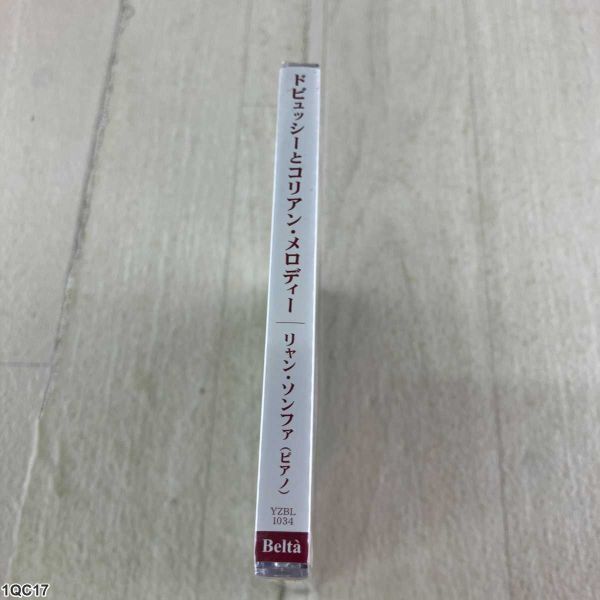 ドビュッシーとコリアン・メロディー
リャン・ソンファ(ピアノ)
YZBL
1034
Beltà
1QC17